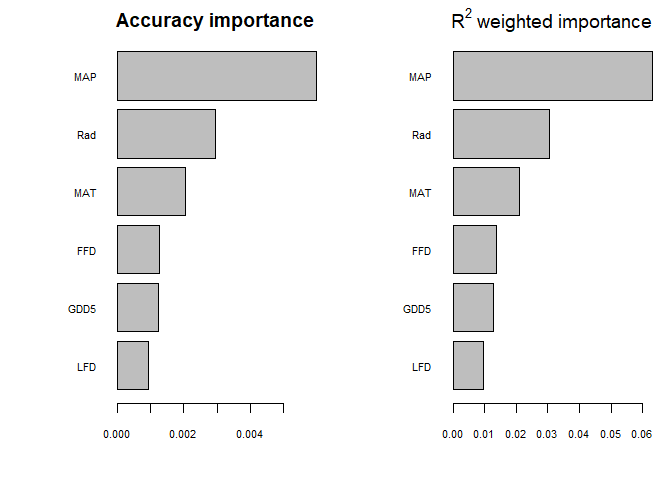 Accuracy importance
MAP
Rad
MAT
FFD
GDD5
LFD
0.000 0.002 0.004
R² weighted importance
MAP
Rad
MAT
FFD
GDD5
LFD
0.00 0.01 0.02 0.03 0.04 0.05 0.06